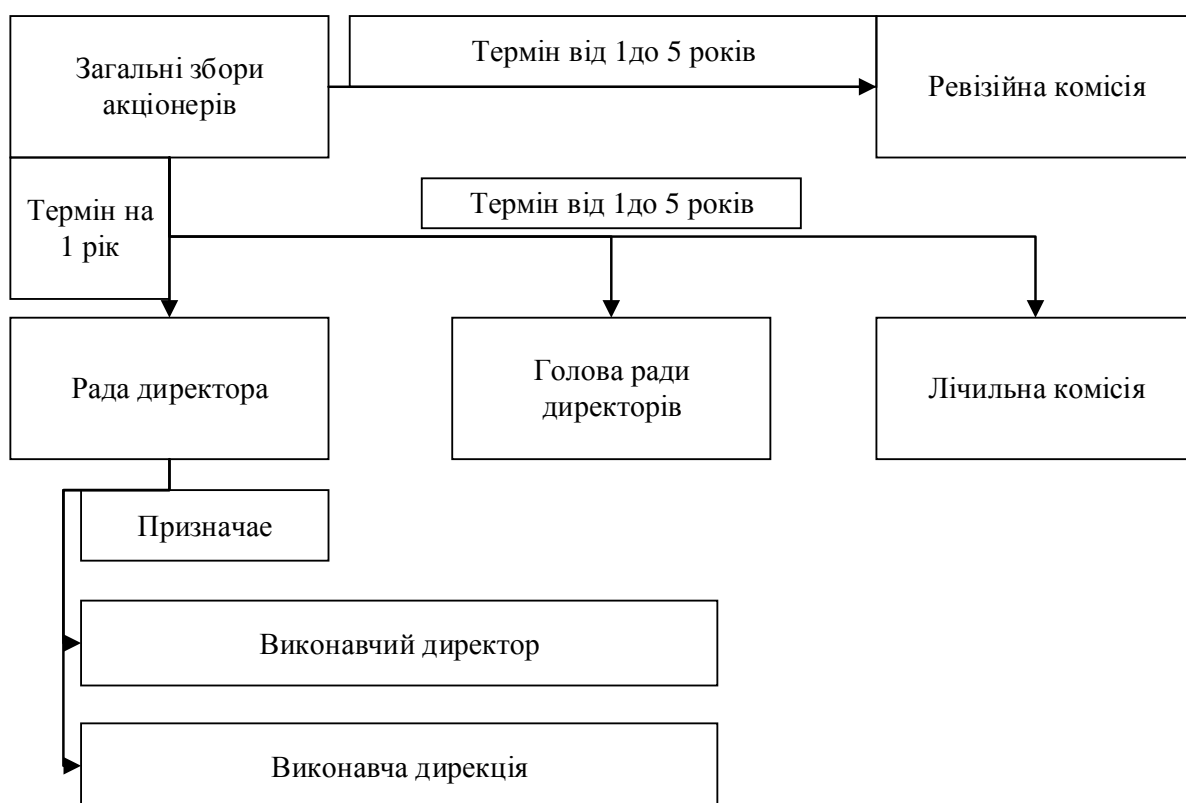 Загальні збори
акціонерів
Термін від 1до 5 років
Ревізійна комісія
Термін на
1 рік
Термін від 1до 5 років
Рада директора
Голова ради
директорів
Лічильна комісія
Призначае
Виконавчий директор
Виконавча дирекція